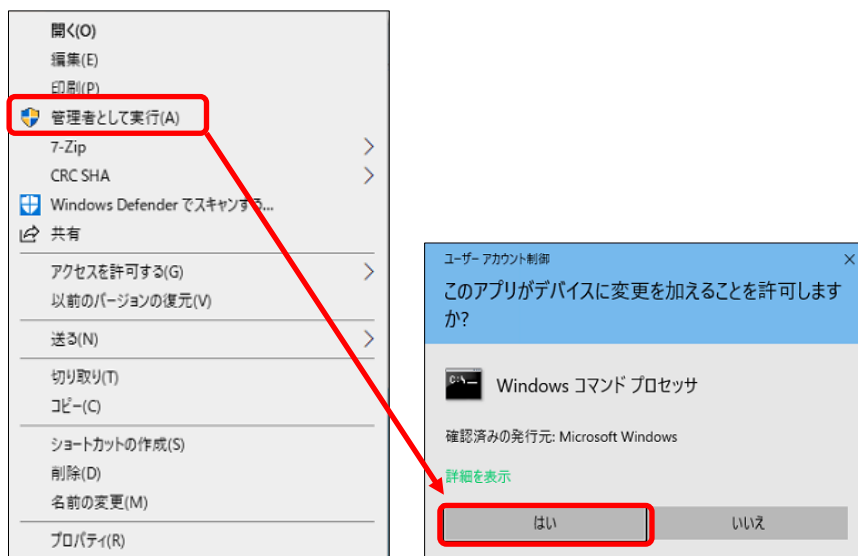 開く(O)
編集(E)
印刷(P)
管理者として実行(A)
7-Zip
CRC SHA
Windows Defender でスキャンする...
共有
アクセスを許可する(G)
以前のバージョンの復元(V)
送る(N)
切り取り(T)
コピー(C)
ショートカットの作成(S)
削除(D)
名前の変更(M)
プロパティ(R)
ユーザー アカウント制御
このアプリがデバイスに変更を加えることを許可します
か?
Windows コマンド プロセッサ
確認済みの発行元: Microsoft Windows
詳細を表示
はい
いいえ